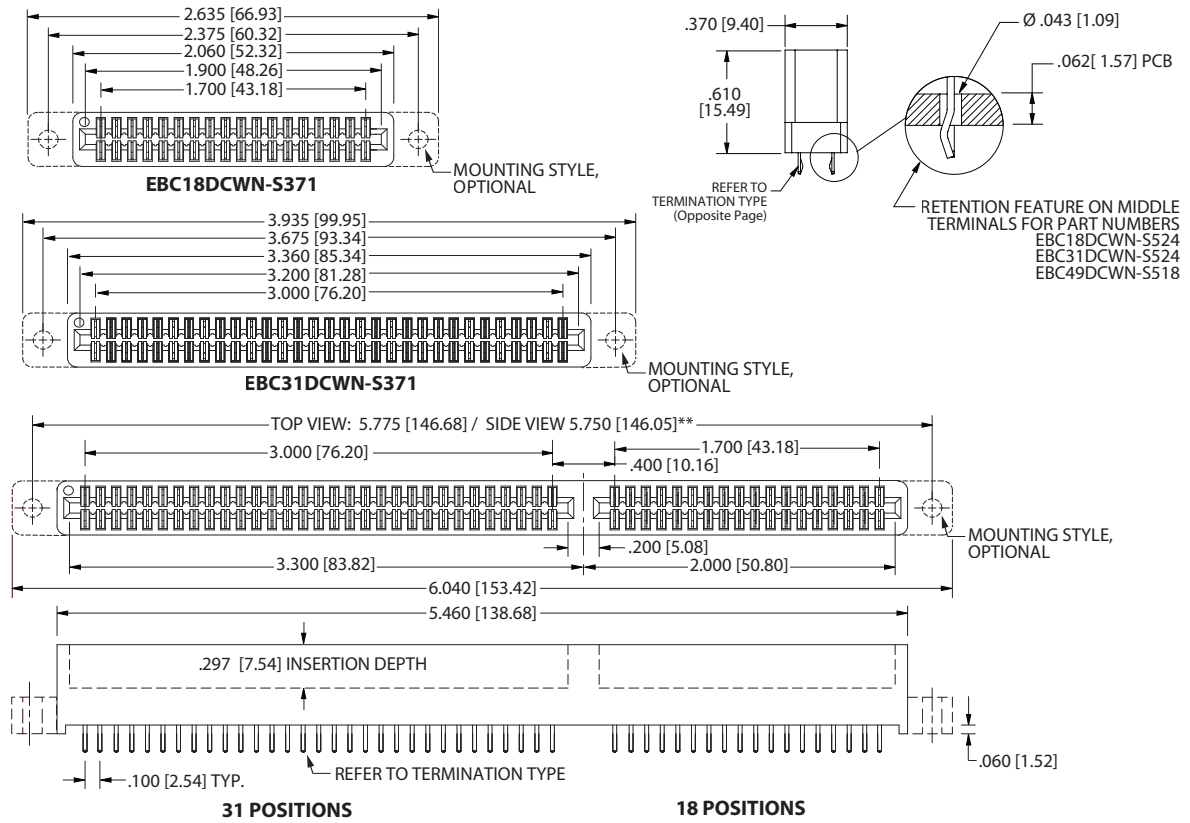 2.635 [66.93]
2.375 [60.32]
2.060 [52.32]
1.900 [48.26]
1.700 [43.18]
MOUNTING STYLE,
OPTIONAL
EBC18DCWN-S371
.370 [9.40]
.610
[15.49]
Ø .043 [1.09]
.062[ 1.57] PCB
REFER TO
TERMINATION TYPE
(Opposite Page)
RETENTION FEATURE ON MIDDLE
TERMINALS FOR PART NUMBERS
EBC18DCWN-S524
EBC31DCWN-S524
EBC49DCWN-S518
3.935 [99.95]
3.675 [93.34]
3.360 [85.34]
3.200 [81.28]
3.000 [76.20]
MOUNTING STYLE,
OPTIONAL
EBC31DCWN-S371
TOP VIEW: 5.775 [146.68] / SIDE VIEW 5.750 [146.05]**
3.000 [76.20]
1.700 [43.18]
.400 [10.16]
MOUNTING STYLE,
OPTIONAL
.200 [5.08]
3.300 [83.82]
2.000 [50.80]
6.040 [153.42]
5.460 [138.68]
.297 [7.54] INSERTION DEPTH
.060 [1.52]
REFER TO TERMINATION TYPE
.100 [2.54] TYP.
31 POSITIONS
18 POSITIONS